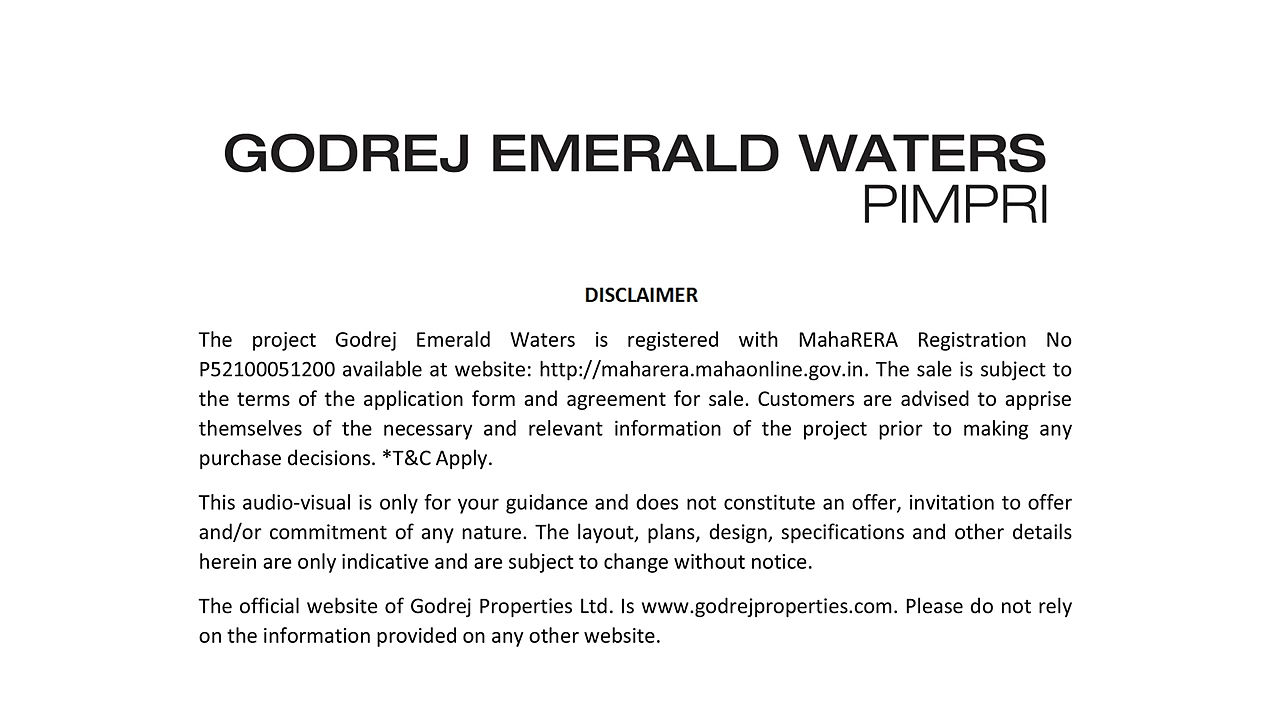 GODREJ EMERALD WATERS
PIMPRI
DISCLAIMER
The project Godrej Emerald Waters is registered with MahaRERA Registration No
P52100051200 available at website: http://maharera.mahaonline.gov.in. The sale is subject to
the terms of the application form and agreement for sale. Customers are advised to apprise
themselves of the necessary and relevant information of the project prior to making any
purchase decisions. *T&C Apply.
This audio-visual is only for your guidance and does not constitute an offer, invitation to offer
and/or commitment of any nature. The layout, plans, design, specifications and other details
herein are only indicative and are subject to change without notice.
The official website of Godrej Properties Ltd. Is www.godrejproperties.com. Please do not rely
on the information provided on any other website.